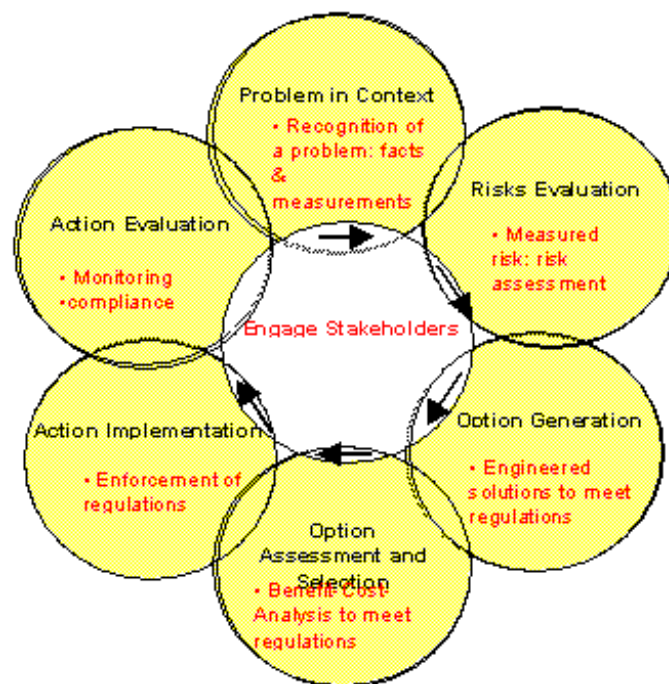 Problem in Context
• Recognition of
a problem: facts
&
measurements
Risks Evaluation
• Measured
risk: risk
assessment
Option Generation
• Engineered
solutions to meet
regulations
Option
Assessment and
Selection
• Benefit-Cost-
Analysis to meet
regulations
Action Implementation
• Enforcement of
regulations
Action Evaluation
• Monitoring
•compliance
Engage Stakeholders